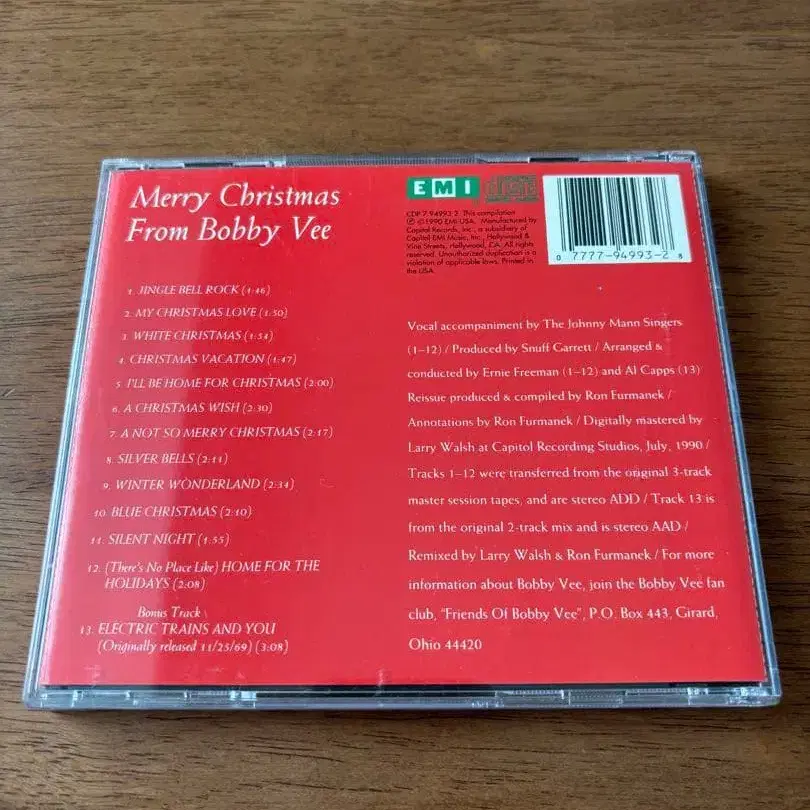 Merry Christmas
From Bobby Vee
1. JINGLE BELL ROCK (1:46)
2. MY CHRISTMAS LOVE (1:50)
3. WHITE CHRISTMAS (1:54)
4. CHRISTMAS VACATION (1:47)
5. I'LL BE HOME FOR CHRISTMAS (2:00)
6. A CHRISTMAS WISH (2:30)
7. A NOT SO MERRY CHRISTMAS (2:17)
8. SILVER BELLS (2:11)
9. WINTER WONDERLAND (2:34)
10. BLUE CHRISTMAS (2:10)
11. SILENT NIGHT (1:55)
12. (There's No Place Like) HOME FOR THE
HOLIDAYS (2:08)
Bonus Track
13. ELECTRIC TRAINS AND YOU
(Originally released 11/25/69) (3:08)
EMI
COMPACT disc DIGITAL AUDIO
CDP 7 94993 2 This compilation
℗ ©1990 EMI-USA. Manufactured by
Capitol Records, Inc., a subsidiary of
Capitol-EMI Music, Inc., Hollywood &
Vine Streets, Hollywood, CA. All rights
reserved. Unauthorized duplication is a
violation of applicable laws. Printed in
the USA.
0 7777-94993-2 8
Vocal accompaniment by The Johnny Mann Singers
(1–12) / Produced by Snuff Garrett / Arranged &
conducted by Ernie Freeman (1–12) and Al Capps (13)
Reissue produced & compiled by Ron Furmanek /
Annotations by Ron Furmanek / Digitally mastered by
Larry Walsh at Capitol Recording Studios, July, 1990 /
Tracks 1–12 were transferred from the original 3-track
master session tapes, and are stereo ADD / Track 13 is
from the original 2-track mix and is stereo AAD /
Remixed by Larry Walsh & Ron Furmanek / For more
information about Bobby Vee, join the Bobby Vee fan
club, "Friends Of Bobby Vee", P.O. Box 443, Girard,
Ohio 44420